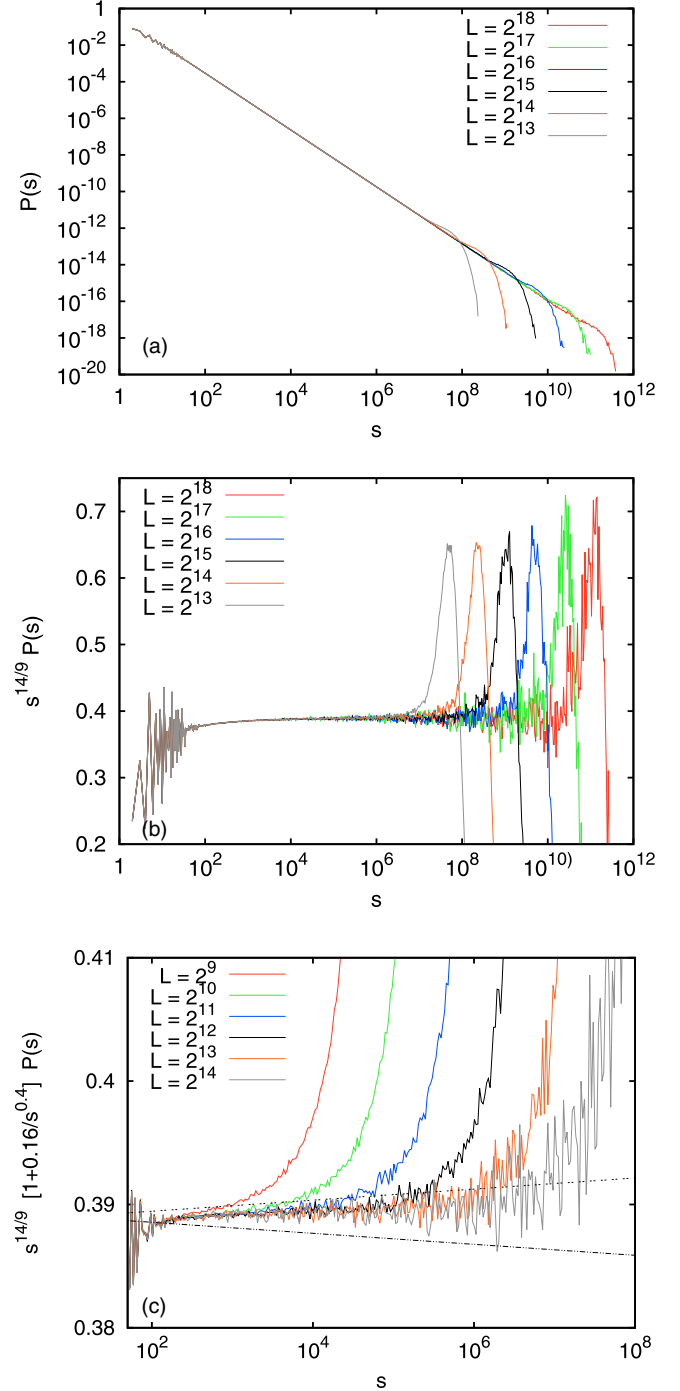 1
10^-2
10^-4
10^-6
10^-8
10^-10
10^-12
10^-14
10^-16
10^-18
10^-20
P(s)
L = 2^18
L = 2^17
L = 2^16
L = 2^15
L = 2^14
L = 2^13
(a)
1 10^2 10^4 10^6 10^8 10^10) 10^12
s
0.7
0.6
0.5
0.4
0.3
0.2
s^14/9 P(s)
L = 2^18
L = 2^17
L = 2^16
L = 2^15
L = 2^14
L = 2^13
(b)
1 10^2 10^4 10^6 10^8 10^10) 10^12
s
0.41
0.4
0.39
0.38
s^14/9 [1+0.16/s^0.4] P(s)
L = 2^9
L = 2^10
L = 2^11
L = 2^12
L = 2^13
L = 2^14
(c)
10^2 10^4 10^6 10^8
s